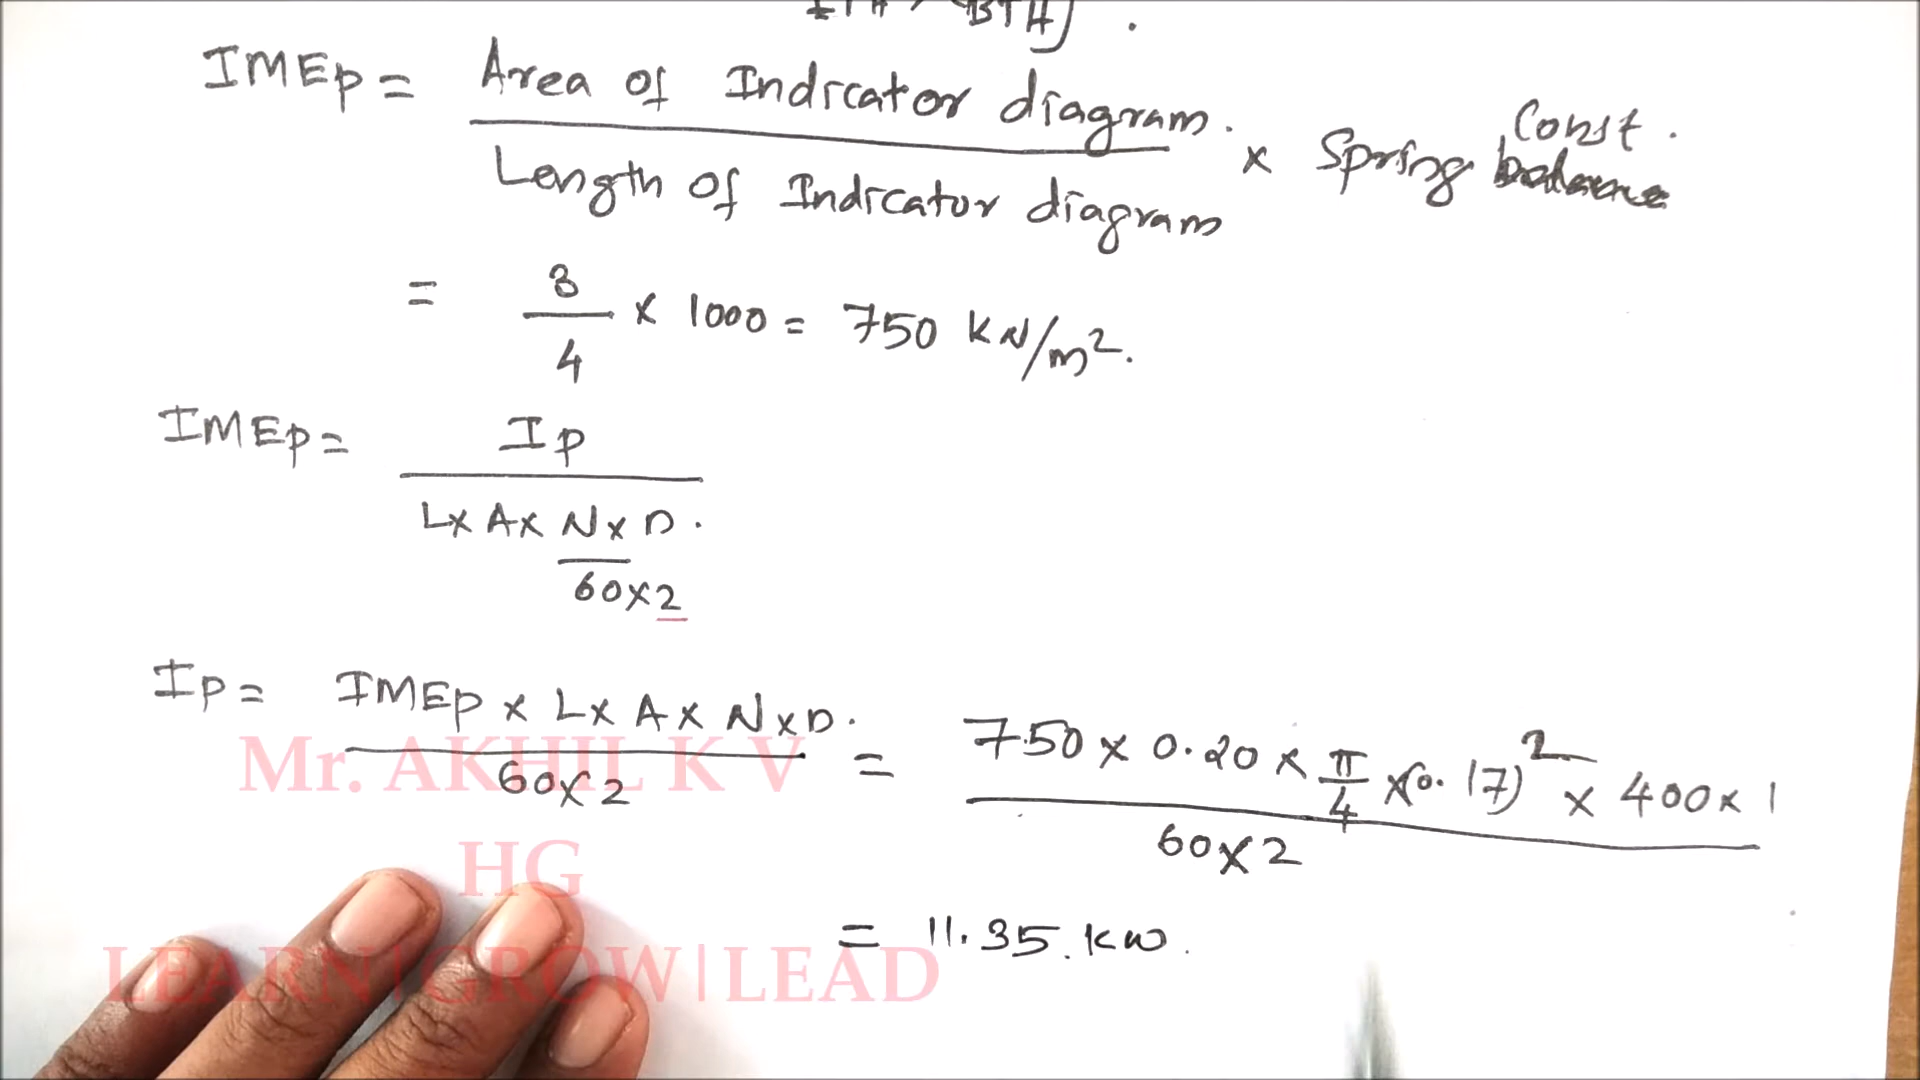 BTH) .
IMEp = Area of Indicator diagram. × Spring Const.
Length of Indicator diagram
= 3/4 × 1000 = 750 KN/m².
IMEp = Ip
L× A× N× n.
60×2
Ip = IMEp × L× A× N×n. = 750 × 0.20 × π/4 ×(0.17)² × 400× 1
60×2 60×2
= 11.35. kw.
Mr. AKHIL K V
HG
LEARN|GROW|LEAD